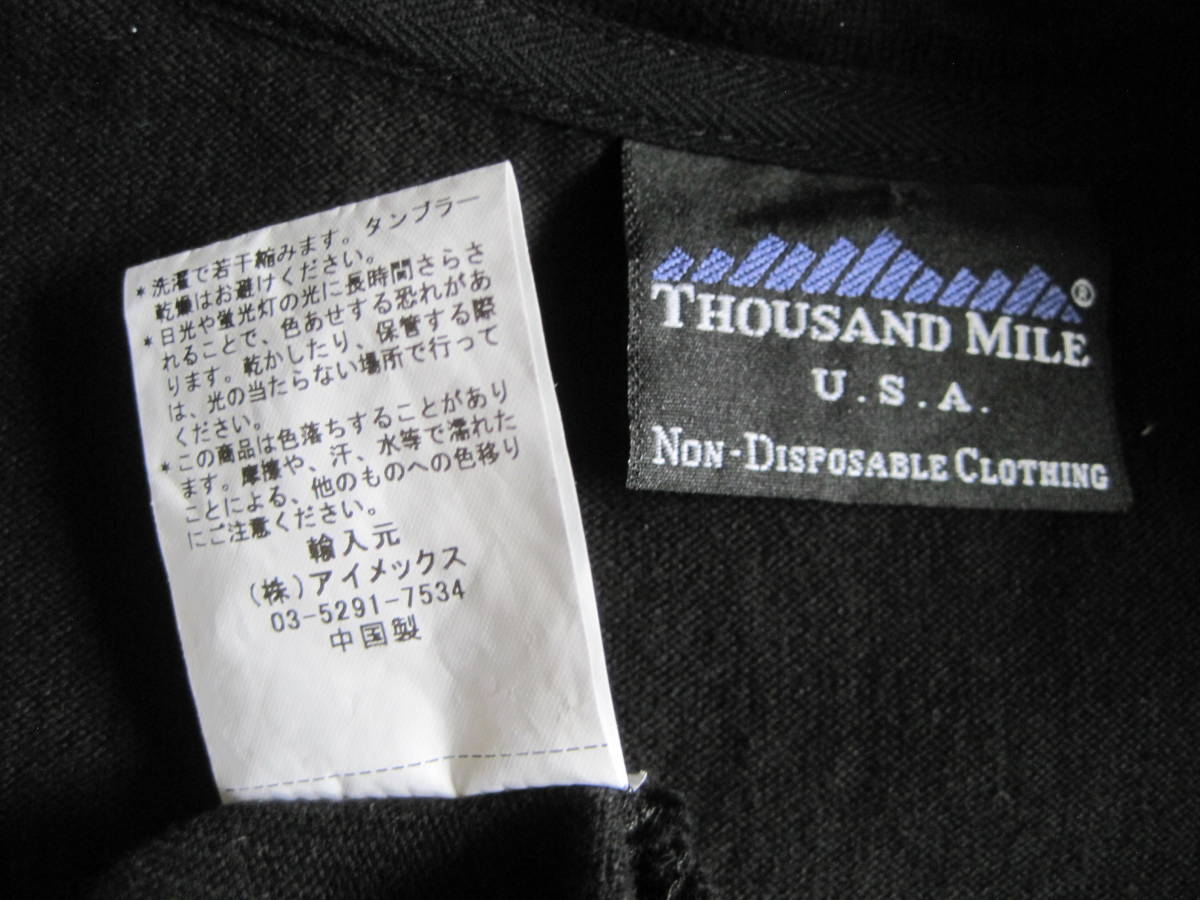 *洗濯で若干縮みます。タンブラー
乾燥はお避けください。
*日光や蛍光灯の光に長時間さらさ
れることで、色あせする恐れがあ
ります。乾かしたり、保管する際
は、光の当たらない場所で行って
ください。
*この商品は色落ちすることがあり
ます。摩擦や、汗、水等で濡れた
ことによる、他のものへの色移り
にご注意ください。
輸入元
(株)アイメックス
03-5291-7534
中国製
THOUSAND MILE®
U.S.A.
NON-DISPOSABLE CLOTHING